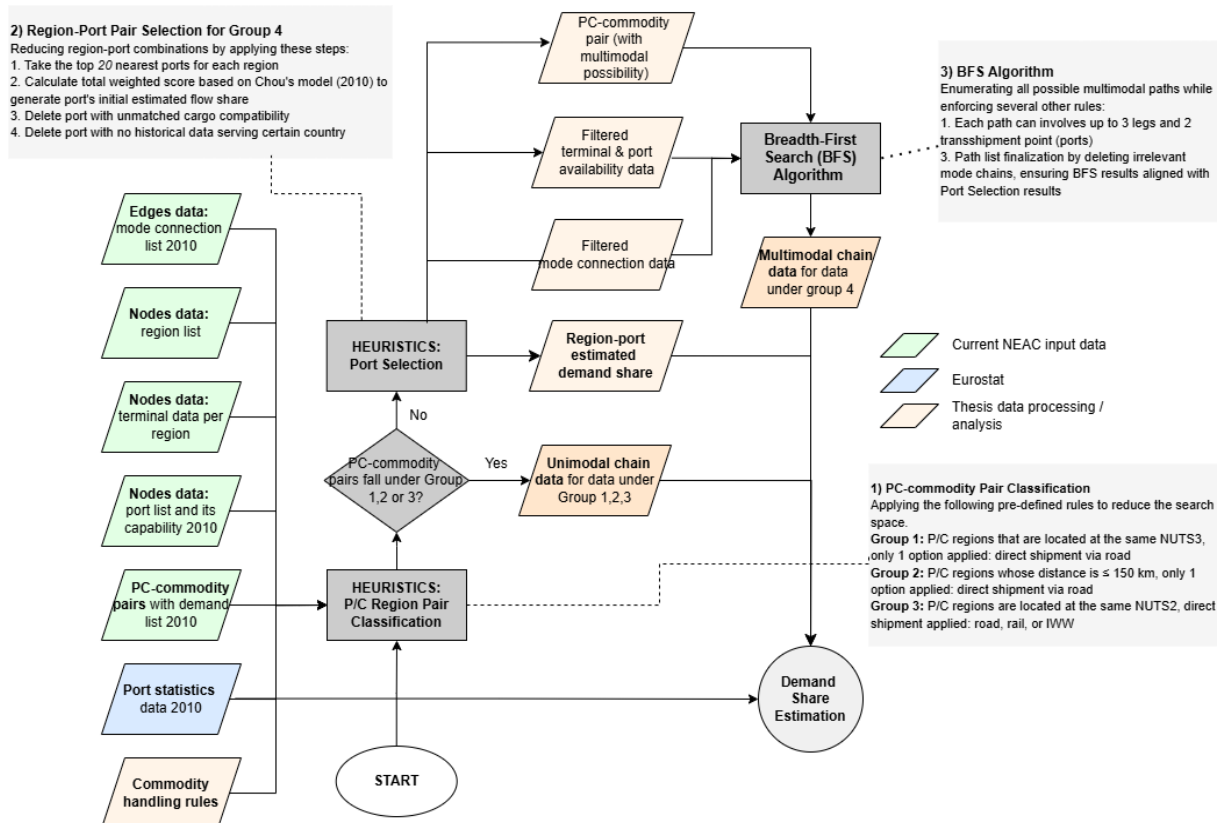 2) Region-Port Pair Selection for Group 4
Reducing region-port combinations by applying these steps:
1. Take the top 20 nearest ports for each region
2. Calculate total weighted score based on Chou's model (2010) to
generate port's initial estimated flow share
3. Delete port with unmatched cargo compatibility
4. Delete port with no historical data serving certain country
PC-commodity
pair (with
multimodal
possibility)
Filtered
terminal & port
availability data
Filtered
mode connection data
Breadth-First
Search (BFS)
Algorithm
3) BFS Algorithm
Enumerating all possible multimodal paths while
enforcing several other rules:
1. Each path can involves up to 3 legs and 2
transshipment point (ports)
3. Path list finalization by deleting irrelevant
mode chains, ensuring BFS results aligned with
Port Selection results
Multimodal chain
data for data
under group 4
Edges data:
mode connection
list 2010
Nodes data:
region list
Nodes data:
terminal data per
region
Nodes data:
port list and its
capability 2010
PC-commodity
pairs with demand
list 2010
Port statistics
data 2010
Commodity
handling rules
HEURISTICS:
Port Selection
Region-port
estimated
demand share
No
PC-commodity
pairs fall under Group
1,2 or 3?
Yes
Unimodal chain
data for data under
Group 1,2,3
HEURISTICS:
P/C Region Pair
Classification
START
Current NEAC input data
Eurostat
Thesis data processing /
analysis
1) PC-commodity Pair Classification
Applying the following pre-defined rules to reduce the search
space.
Group 1: P/C regions that are located at the same NUTS3,
only 1 option applied: direct shipment via road
Group 2: P/C regions whose distance is ≤ 150 km, only 1
option applied: direct shipment via road
Group 3: P/C regions are located at the same NUTS2, direct
shipment applied: road, rail, or IWW
Demand
Share
Estimation